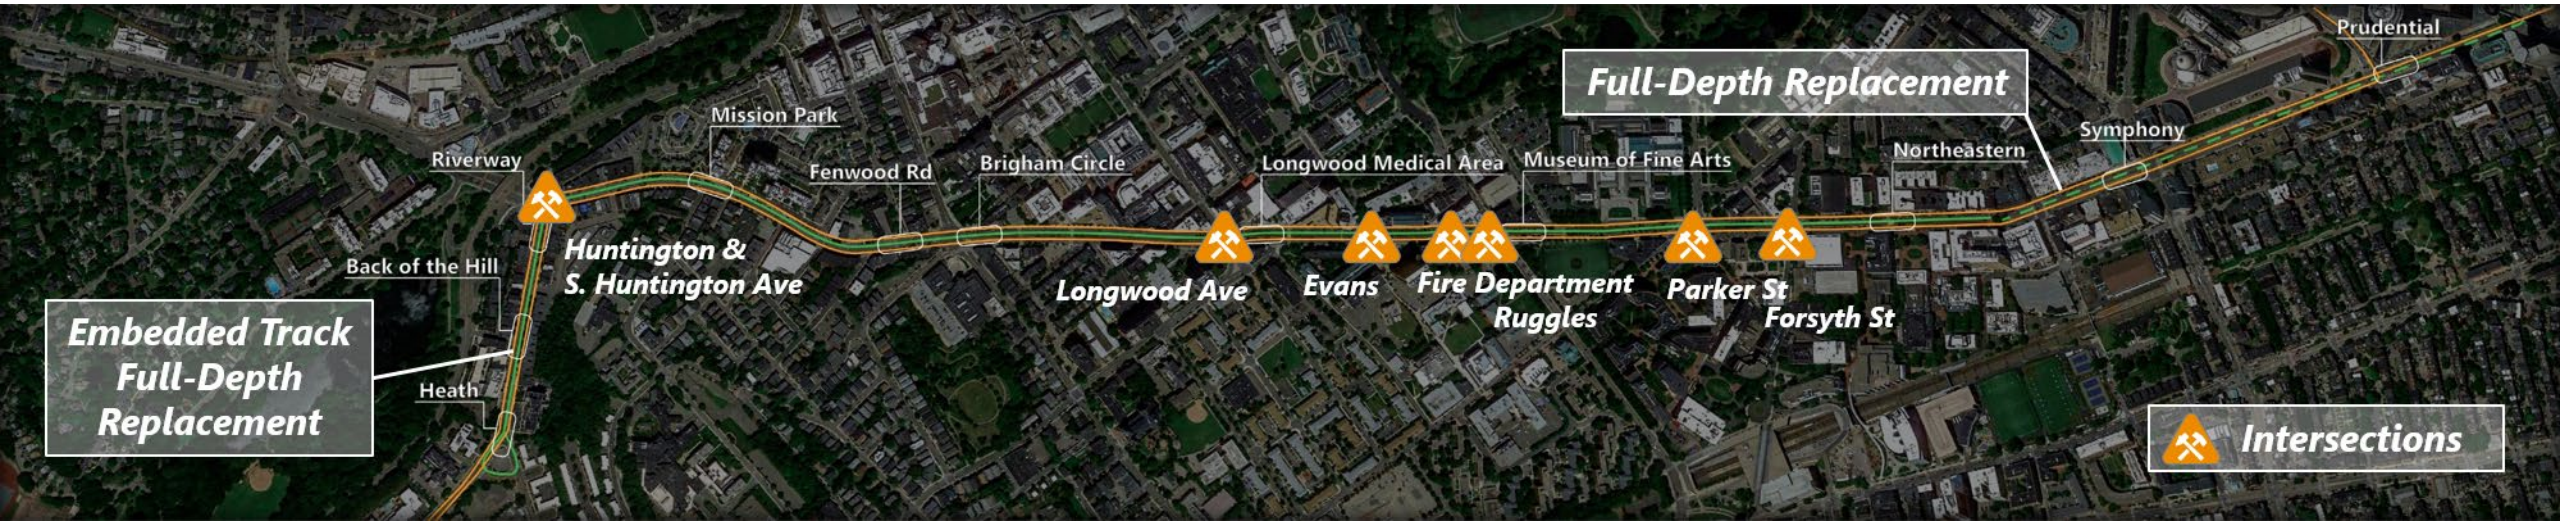 Prudential
Full-Depth Replacement
Mission Park
Symphony
Riverway
Fenwood Rd
Brigham Circle
Longwood Medical Area
Museum of Fine Arts
Northeastern
Huntington &
S. Huntington Ave
Back of the Hill
Longwood Ave
Evans
Fire Department
Ruggles
Parker St
Forsyth St
Embedded Track
Full-Depth
Replacement
Heath
Intersections